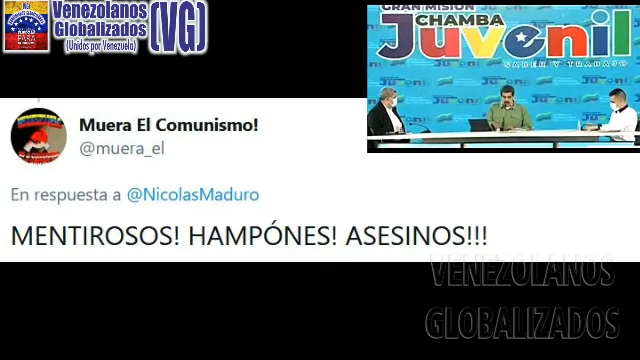 Venezolanos
Globalizados
(Unidos por Venezuela)
(VG)
GRAN MISIÓN
CHAMBA
Juvenil
SABER Y TRABAJO
Muera El Comunismo!
@muera_el
En respuesta a @NicolasMaduro
MENTIROSOS! HAMPÓNES! ASESINOS!!!
VENEZOLANOS
GLOBALIZADOS